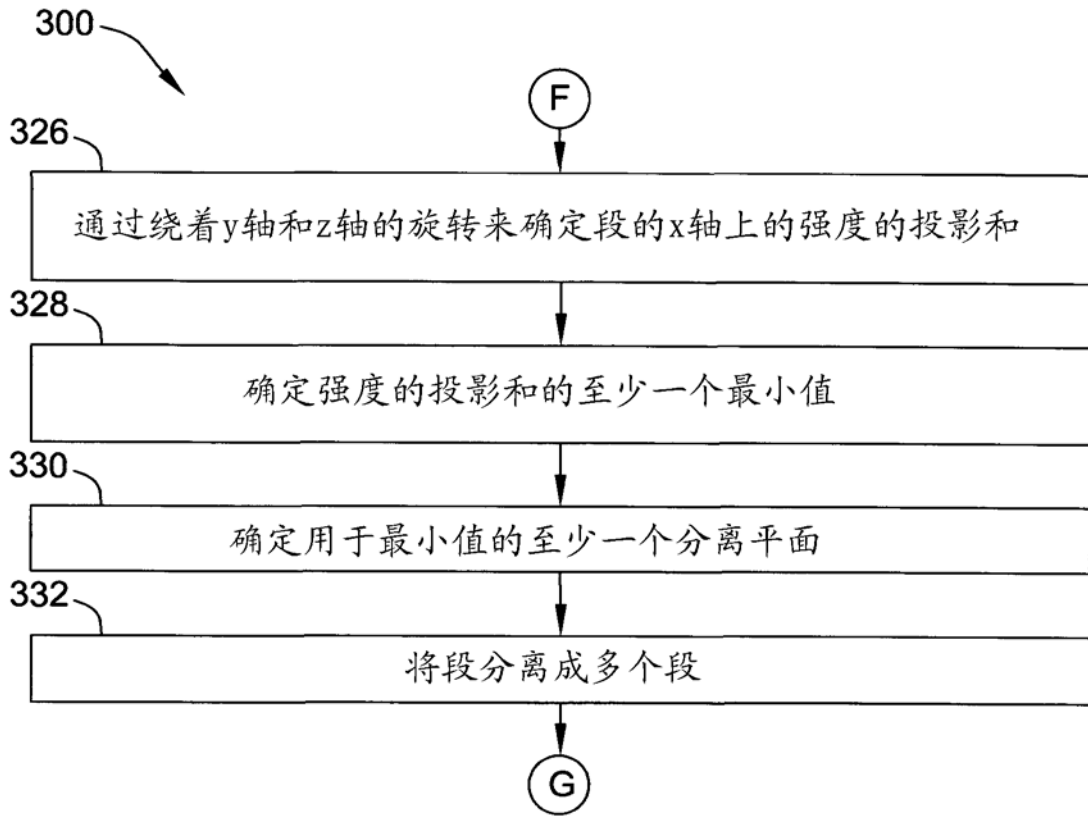 300
F
326
通过绕着y轴和z轴的旋转来确定段的x轴上的强度的投影和
328
确定强度的投影和的至少一个最小值
330
确定用于最小值的至少一个分离平面
332
将段分离成多个段
G